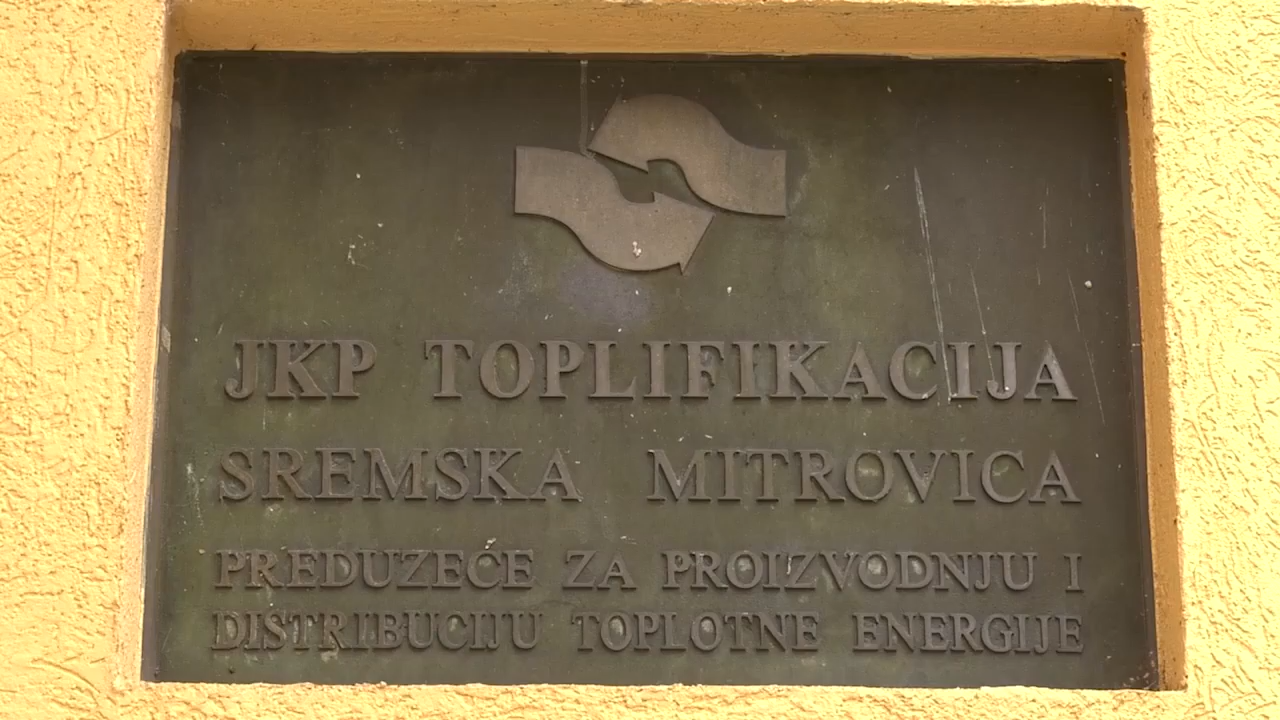 JKP TOPLIFIKACIJA
SREMSKA MITROVICA
PREDUZEĆE ZA PROIZVODNJU I
DISTRIBUCIJU TOPLOTNE ENERGIJE